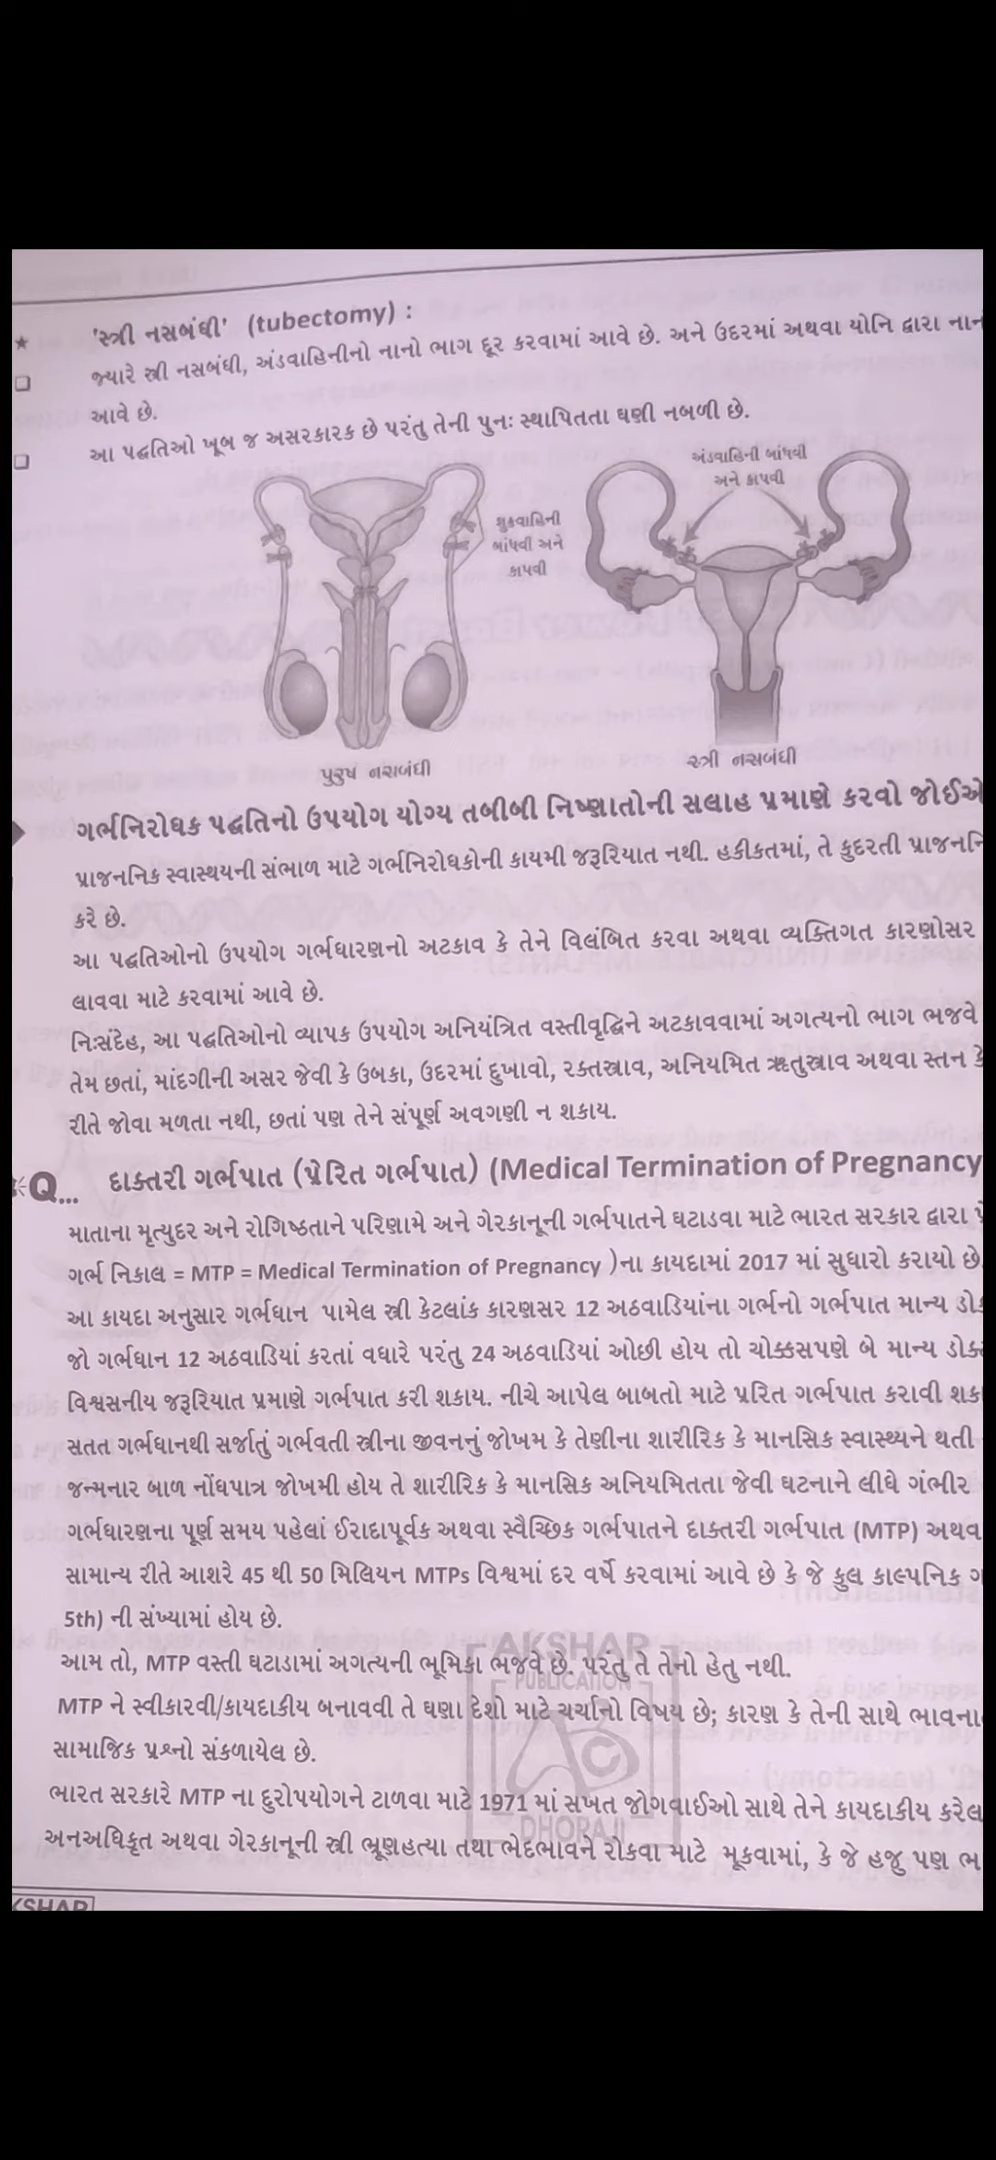 ★ 'સ્ત્રી નસબંધી' (tubectomy) :
❑ જ્યારે સ્ત્રી નસબંધી, અંડવાહિનીનો નાનો ભાગ દૂર કરવામાં આવે છે. અને ઉદરમાં અથવા યોનિ દ્વારા
આવે છે.
❑ આ પદ્ધતિઓ ખૂબ જ અસરકારક છે પરંતુ તેની પુનઃ સ્થાપિતતા ઘણી નબળી છે.
શુક્રવાહિની
બાંધવી અને
કાપવી
અંડવાહિની બાંધવી
અને કાપવી
પુરુષ નસબંધી
સ્ત્રી નસબંધી
ગર્ભનિરોધક પદ્ધતિનો ઉપયોગ યોગ્ય તબીબી નિષ્ણાતોની સલાહ પ્રમાણે કરવો જોઈએ
પ્રાજનનિક સ્વાસ્થયની સંભાળ માટે ગર્ભનિરોધકોની કાયમી જરૂરિયાત નથી. હકીકતમાં, તે કુદરતી
કરે છે.
આ પદ્ધતિઓનો ઉપયોગ ગર્ભધારણનો અટકાવ કે તેને વિલંબિત કરવા અથવા વ્યક્તિગત કારણોસર
લાવવા માટે કરવામાં આવે છે.
નિઃસંદેહ, આ પદ્ધતિઓનો વ્યાપક ઉપયોગ અનિયંત્રિત વસ્તીવૃદ્ધિને અટકાવવામાં અગત્યનો ભાગ ભજવે
તેમ છતાં, માંદગીની અસર જેવી કે ઉબકા, ઉદરમાં દુખાવો, રક્તસ્રાવ, અનિયમિત ઋતુસ્રાવ અથવા સ્તન
રીતે જોવા મળતા નથી, છતાં પણ તેને સંપૂર્ણ અવગણી ન શકાય.
Q... દાક્તરી ગર્ભપાત (પ્રેરિત ગર્ભપાત) (Medical Termination of Pregnancy
માતાના મૃત્યુદર અને રોગિષ્ઠતાને પરિણામે અને ગેરકાનૂની ગર્ભપાતને ઘટાડવા માટે ભારત સરકાર દ્વારા
ગર્ભ નિકાલ = MTP = Medical Termination of Pregnancy )ના કાયદામાં 2017 માં સુધારો કરાયો છે
આ કાયદા અનુસાર ગર્ભધાન પામેલ સ્ત્રી કેટલાંક કારણસર 12 અઠવાડિયાંના ગર્ભનો ગર્ભપાત માન્ય
જો ગર્ભધાન 12 અઠવાડિયાં કરતાં વધારે પરંતુ 24 અઠવાડિયાં ઓછી હોય તો ચોક્કસપણે બે માન્ય
વિશ્વસનીય જરૂરિયાત પ્રમાણે ગર્ભપાત કરી શકાય. નીચે આપેલ બાબતો માટે પ્રરિત ગર્ભપાત કરાવી
સતત ગર્ભધાનથી સર્જાતું ગર્ભવતી સ્ત્રીના જીવનનું જોખમ કે તેણીના શારીરિક કે માનસિક સ્વાસ્થ્યને થતી
જન્મનાર બાળ નોંધપાત્ર જોખમી હોય તે શારીરિક કે માનસિક અનિયમિતતા જેવી ઘટનાને લીધે ગંભીર
ગર્ભધારણના પૂર્ણ સમય પહેલાં ઈરાદાપૂર્વક અથવા સ્વૈચ્છિક ગર્ભપાતને દાક્તરી ગર્ભપાત (MTP)
સામાન્ય રીતે આશરે 45 થી 50 મિલિયન MTPs વિશ્વમાં દર વર્ષે કરવામાં આવે છે કે જે કુલ કાલ્પનિક
5th) ની સંખ્યામાં હોય છે.
આમ તો, MTP વસ્તી ઘટાડામાં અગત્યની ભૂમિકા ભજવે છે. પરંતુ તે તેનો હેતુ નથી.
MTP ને સ્વીકારવી/કાયદાકીય બનાવવી તે ઘણા દેશો માટે ચર્ચાનો વિષય છે; કારણ કે તેની સાથે
સામાજિક પ્રશ્નો સંકળાયેલ છે.
ભારત સરકારે MTP ના દુરોપયોગને ટાળવા માટે 1971 માં સખત જોગવાઈઓ સાથે તેને કાયદાકીય કરેલ
અનઅધિકૃત અથવા ગેરકાનૂની સ્ત્રી ભ્રૂણહત્યા તથા ભેદભાવને રોકવા માટે મૂકવામાં, કે જે હજુ પણ
AKSHAR
PUBLICATION
DHORAJI